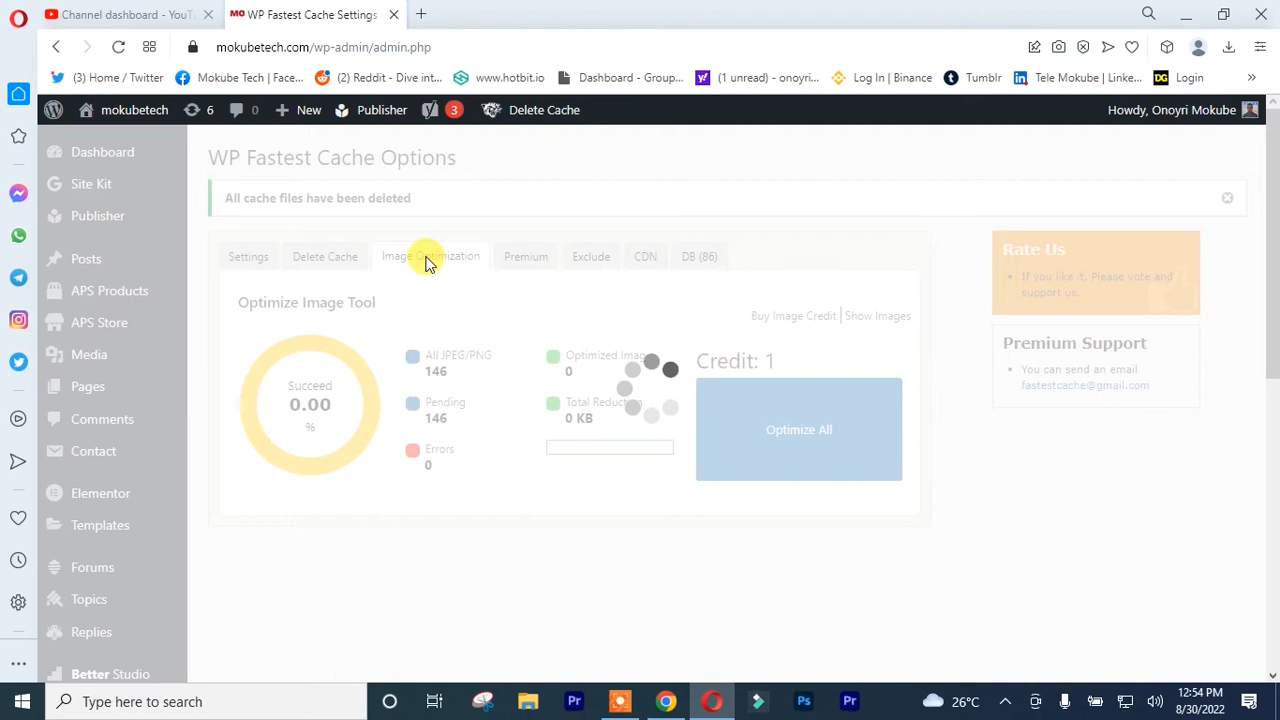 Channel dashboard - YouT
WP Fastest Cache Settings
mokubetech.com/wp-admin/admin.php
(3) Home / Twitter
Mokube Tech | Face...
(2) Reddit - Dive int...
www.hotbit.io
Dashboard - Group...
(1 unread) - onoyri...
Log In | Binance
Tumblr
Tele Mokube | Linke...
DG Login
mokubetech
6
0
New
Publisher
3
Delete Cache
Howdy, Onoyri Mokube
Dashboard
Site Kit
Publisher
Posts
APS Products
APS Store
Media
Pages
Comments
Contact
Elementor
Templates
Forums
Topics
Replies
Better Studio
WP Fastest Cache Options
All cache files have been deleted
Settings
Delete Cache
Image Optimization
Premium
Exclude
CDN
DB (86)
Optimize Image Tool
Buy Image Credit | Show Images
Succeed
0.00
%
All JPEG/PNG
146
Pending
146
Errors
0
Optimized Imag
0
Total Reducti
0 KB
Credit: 1
Optimize All
Rate Us
If you like it, Please vote and
support us.
Premium Support
You can send an email
fastestcache@gmail.com
Type here to search
26°C
12:54 PM
8/30/2022